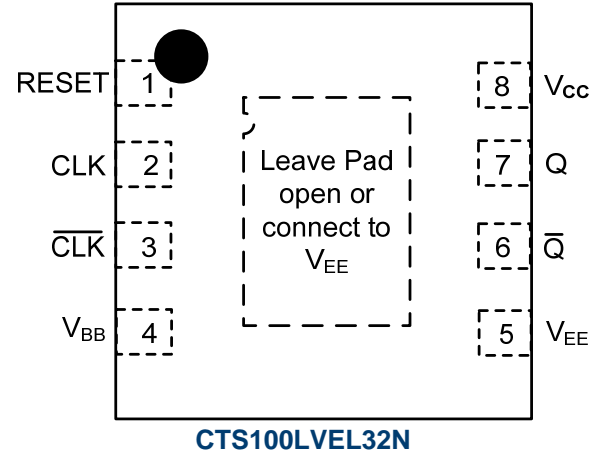 RESET 1
8 VCC
CLK 2
7 Q
C̅L̅K̅ 3
6 Q̅
VBB 4
5 VEE
Leave Pad
open or
connect to
VEE
CTS100LVEL32N